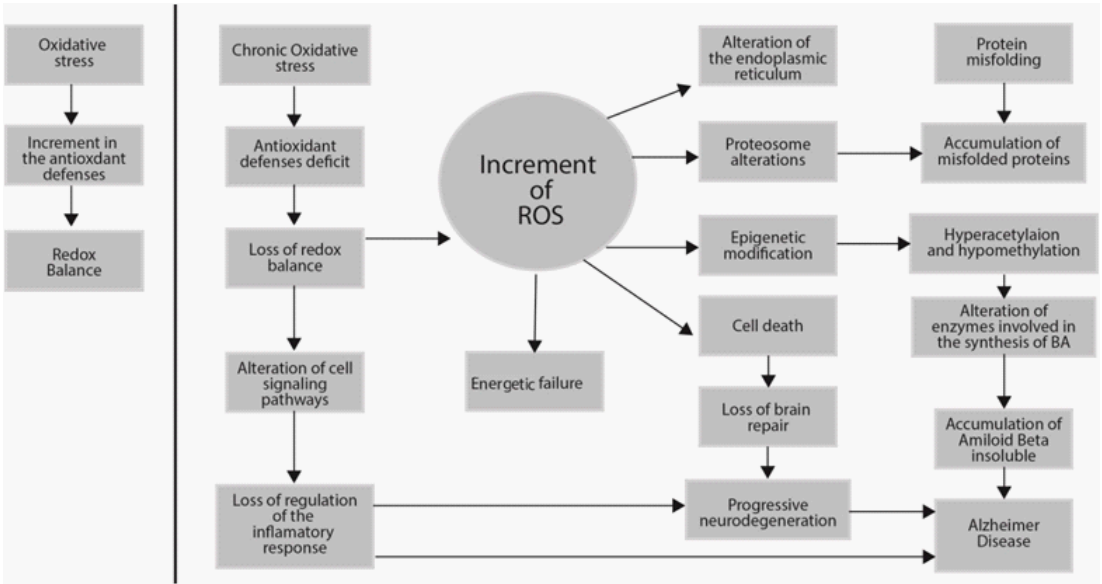 Oxidative
stress
Increment in
the antioxdant
defenses
Redox
Balance
Chronic Oxidative
stress
Antioxidant
defenses deficit
Loss of redox
balance
Alteration of cell
signaling
pathways
Loss of regulation
of the
inflamatory
response
Increment
of
ROS
Energetic failure
Alteration of
the endoplasmic
reticulum
Proteosome
alterations
Epigenetic
modification
Cell death
Loss of brain
repair
Progressive
neurodegeneration
Protein
misfolding
Accumulation of
misfolded proteins
Hyperacetylaion
and hypomethylation
Alteration of
enzymes involved in
the synthesis of BA
Accumulation of
Amiloid Beta
insoluble
Alzheimer
Disease